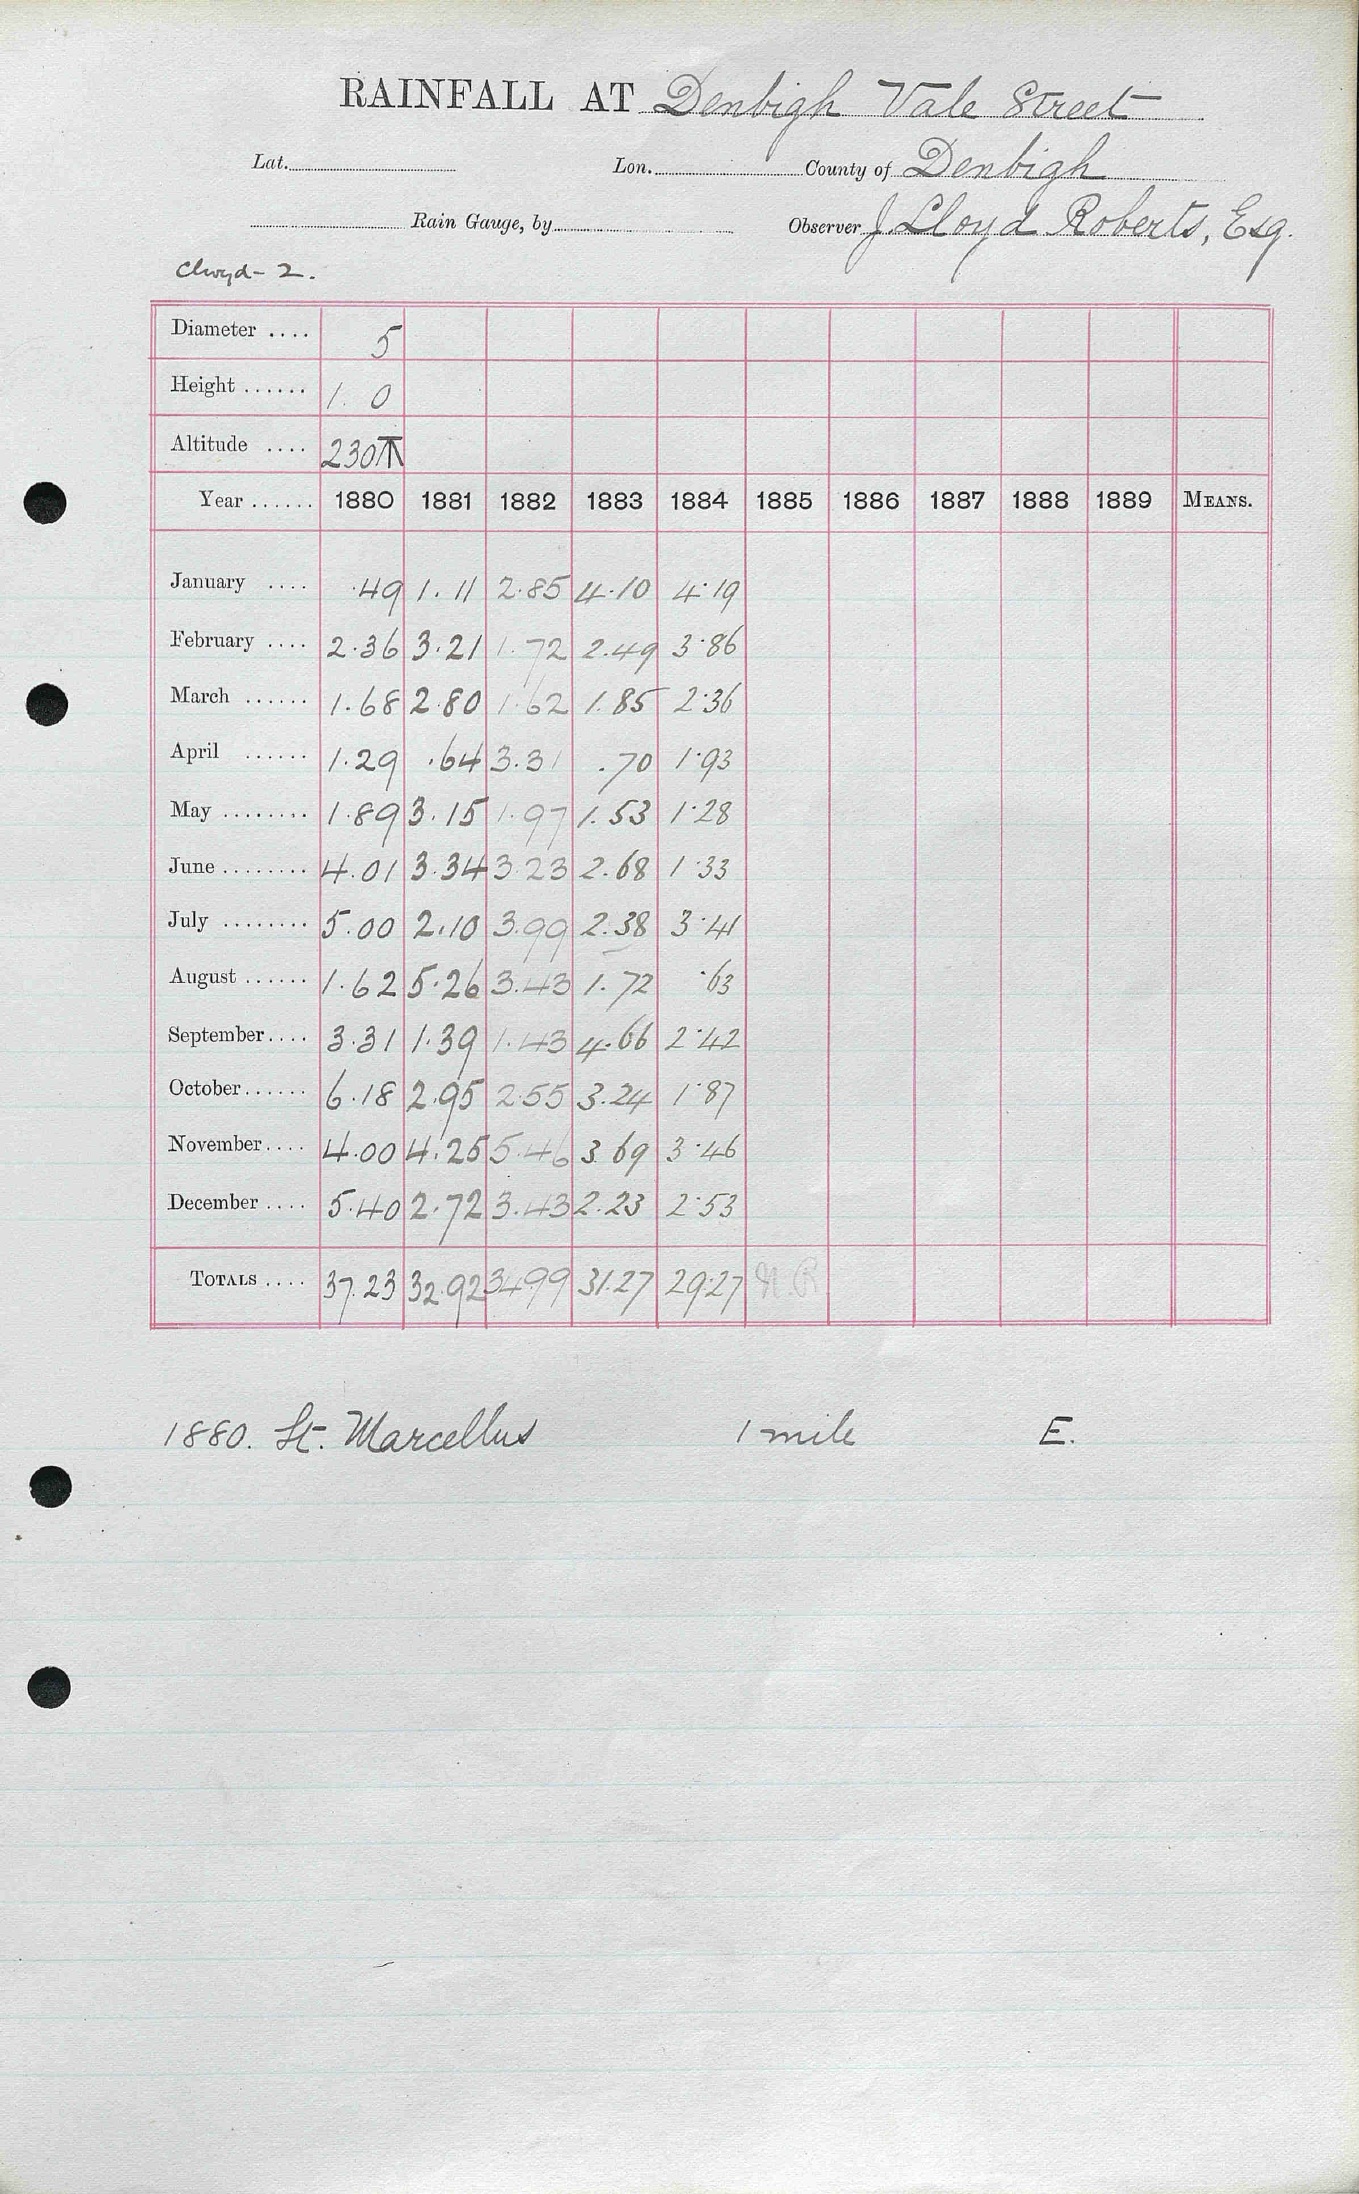 RAINFALL AT Denbigh Vale Street
Lat. Lon. County of Denbigh
Rain Gauge, by Observer J. Lloyd Roberts, Esq.
Clwyd - 2.
Diameter .... 5
Height ...... 1. 0
Altitude .... 230
Year ...... 1880 1881 1882 1883 1884 1885 1886 1887 1888 1889 MEANS.
January .... .49 1.11 2.85 4.10 4.19
February .... 2.36 3.21 1.72 2.49 3.86
March ...... 1.68 2.80 1.62 1.85 2.36
April ...... 1.29 .64 3.31 .70 1.93
May ........ 1.89 3.15 1.97 1.53 1.28
June ........ 4.01 3.34 3.23 2.68 1.33
July ........ 5.00 2.10 3.99 2.38 3.41
August ...... 1.62 5.26 3.43 1.72 .63
September .... 3.31 1.39 1.43 4.66 2.42
October ...... 6.18 2.95 2.55 3.24 1.87
November .... 4.00 4.25 5.46 3.69 3.46
December .... 5.40 2.72 3.43 2.23 2.53
TOTALS .... 37.23 32.92 34.99 31.27 29.27 N.R.
1880. St. Marcellus 1 mile E.